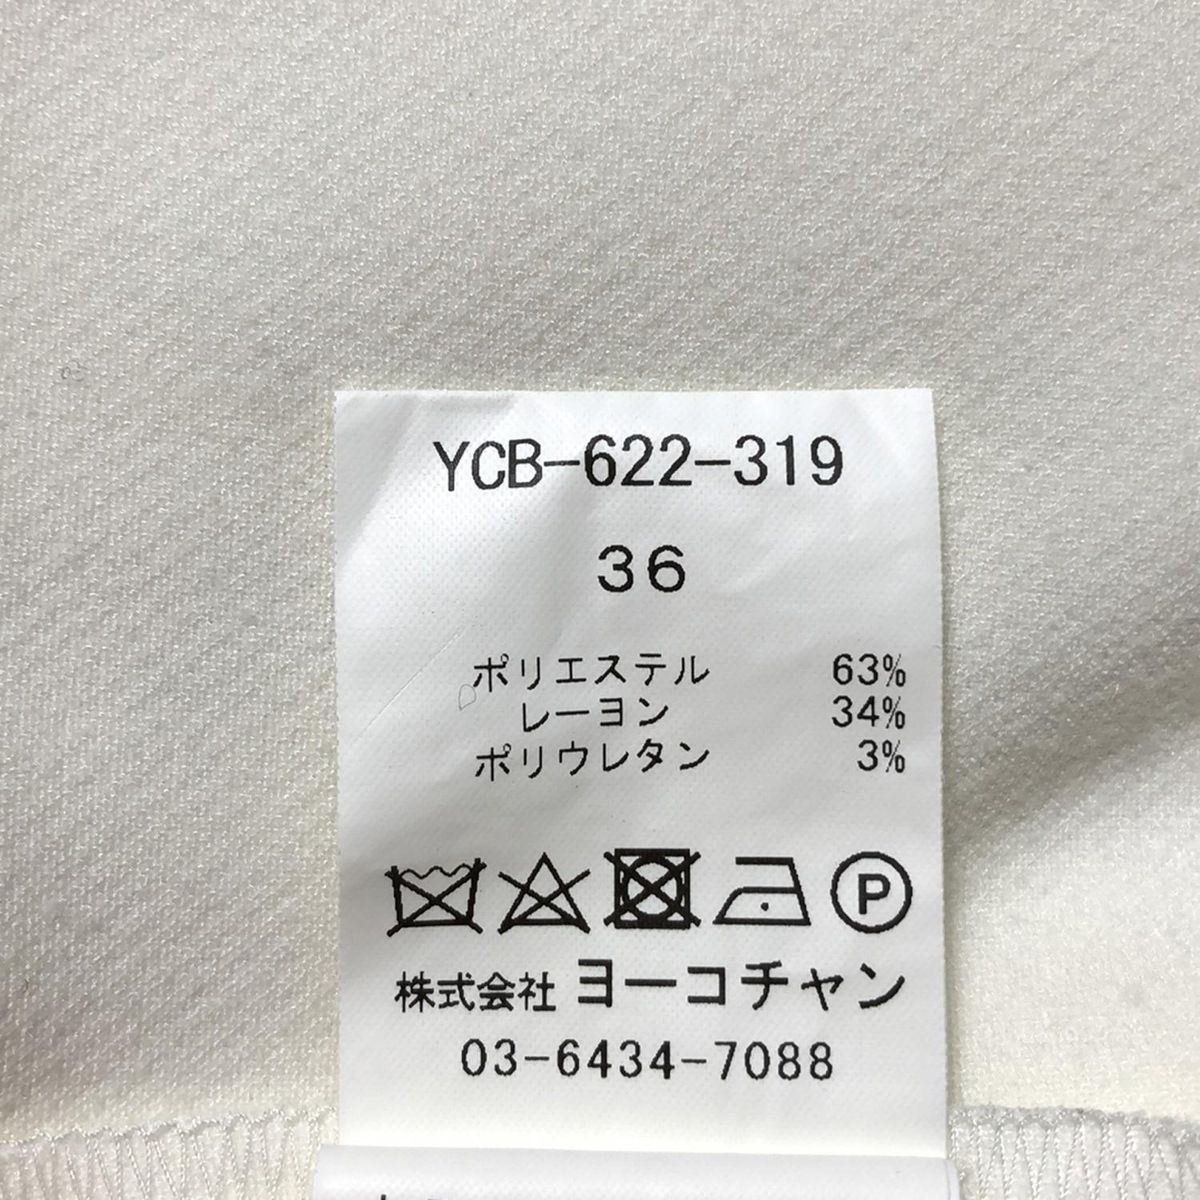 YCB-622-319
36
ポリエステル 63%
レーヨン 34%
ポリウレタン 3%
P
株式会社 ヨーコチャン
03-6434-7088